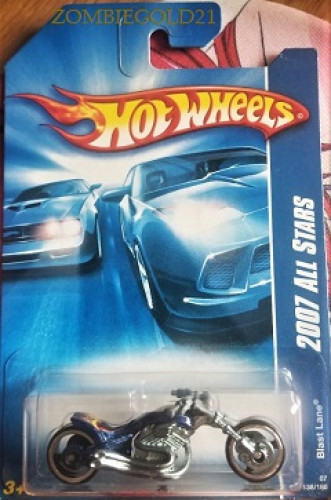 ZOMBIEGOLD21
HOT WHEELS
2007 ALL STARS
Blast Lane
3+